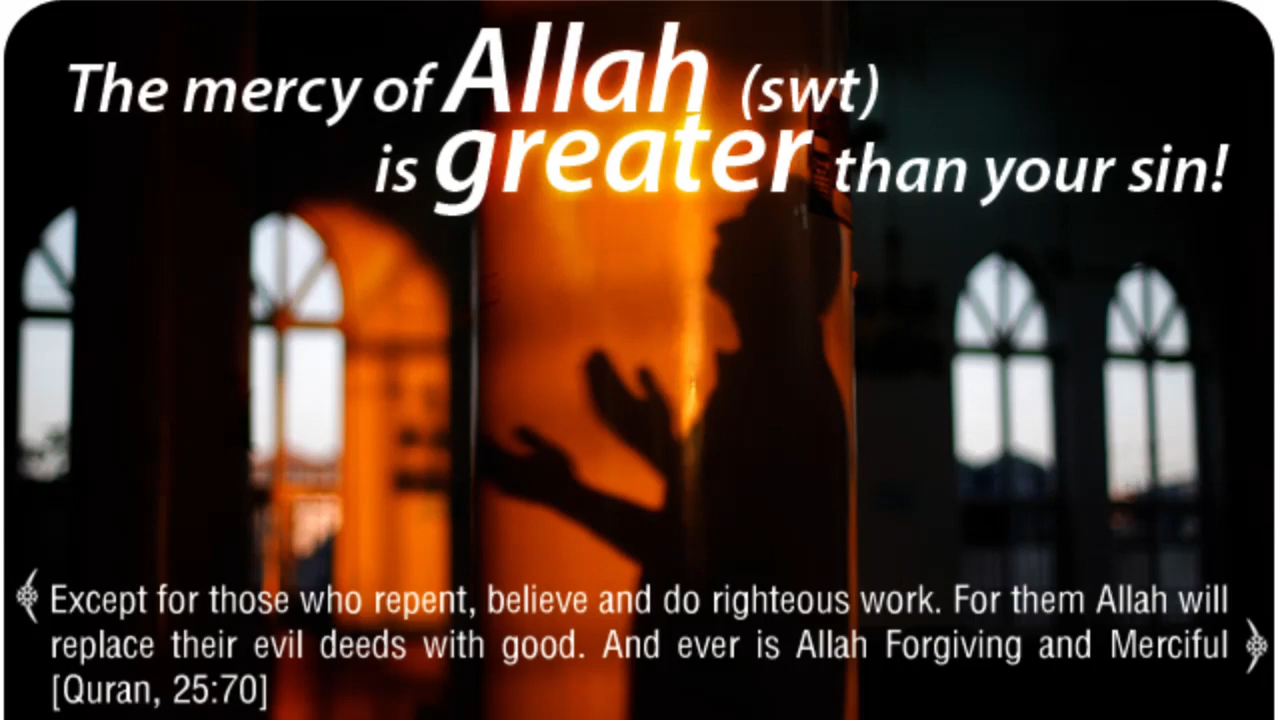 The mercy of Allah (swt)
is greater than your sin!
Except for those who repent, believe and do righteous work. For them Allah will
replace their evil deeds with good. And ever is Allah Forgiving and Merciful
[Quran, 25:70]